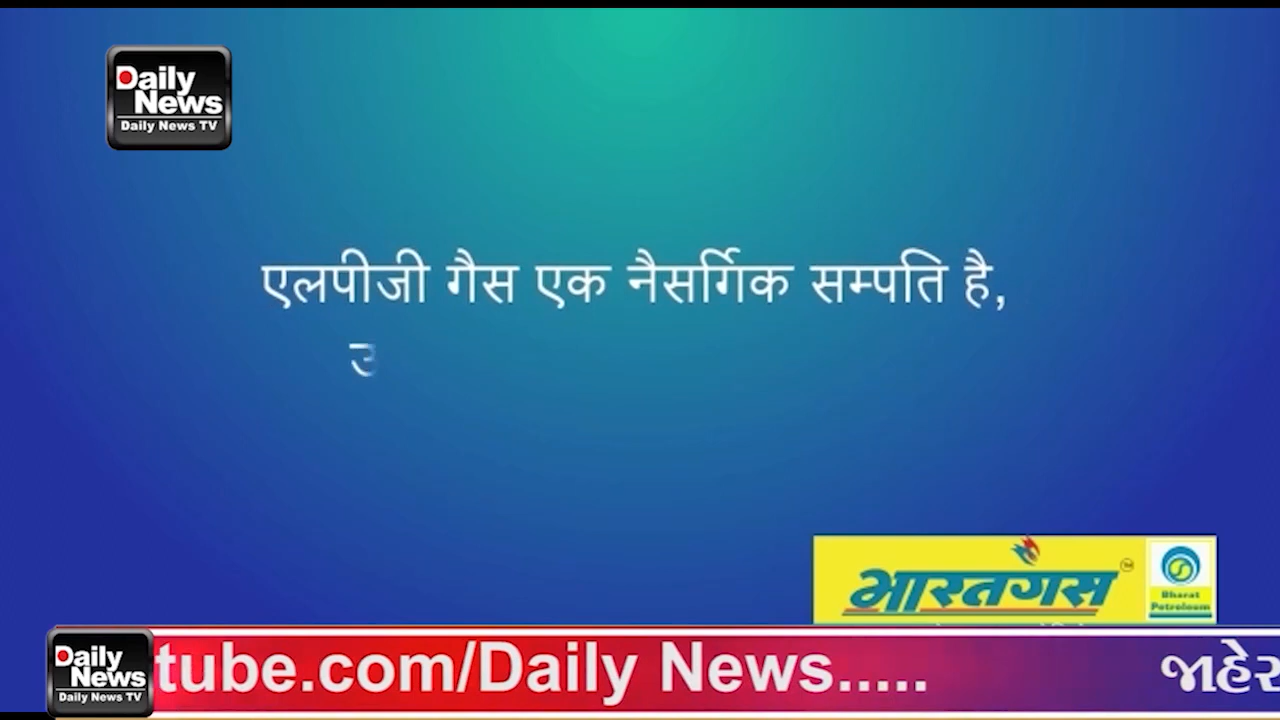 Daily
News
Daily News TV
एलपीजी गैस एक नैसर्गिक सम्पति है,
उ
भारतगैस TM
Bharat
Petroleum
Daily
News
Daily News TV
tube.com/Daily News.....
જાહેર